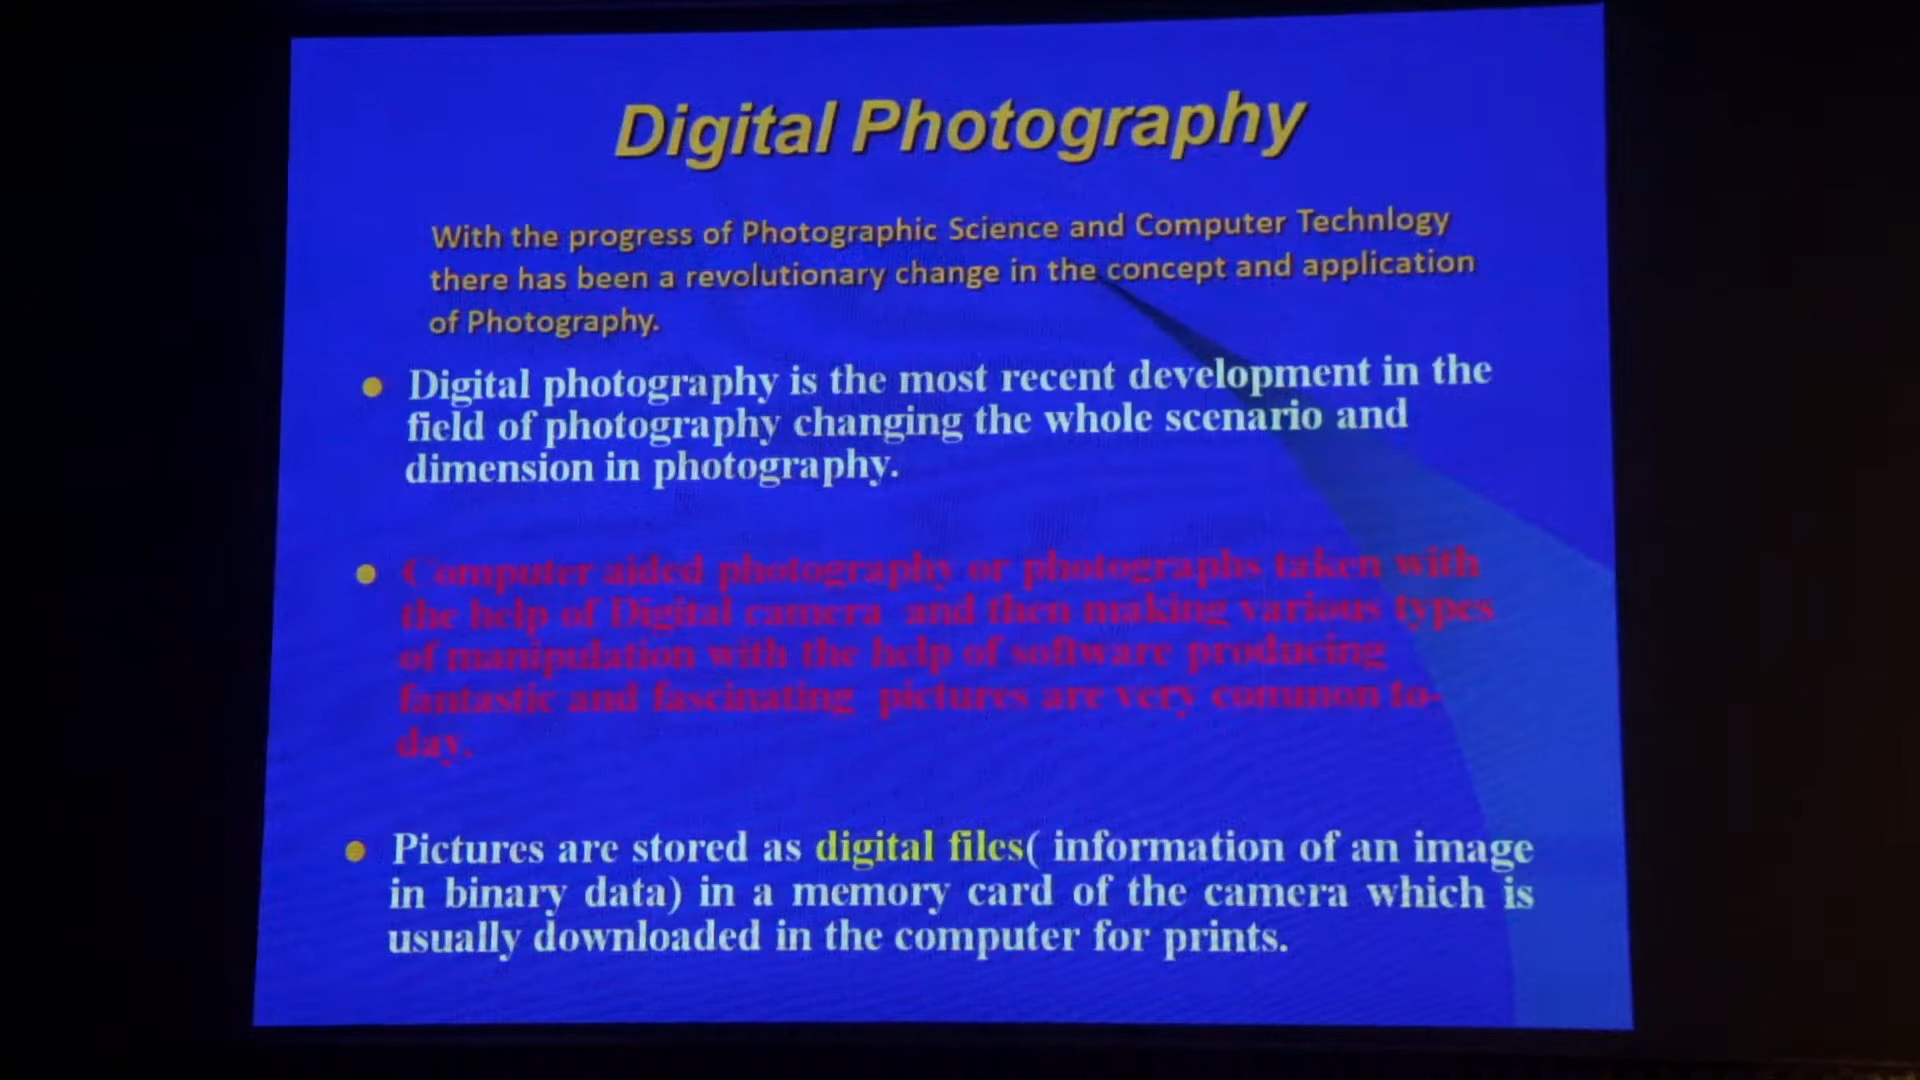 Digital Photography
With the progress of Photographic Science and Computer Technlogy
there has been a revolutionary change in the concept and application
of Photography.
Digital photography is the most recent development in the
field of photography changing the whole scenario and
dimension in photography.
Computer aided photography or photographs taken with
the help of Digital camera and then making various types
of manipulation with the help of software producing
fantastic and fascinating pictures are very common to-
day.
Pictures are stored as digital files( information of an image
in binary data) in a memory card of the camera which is
usually downloaded in the computer for prints.